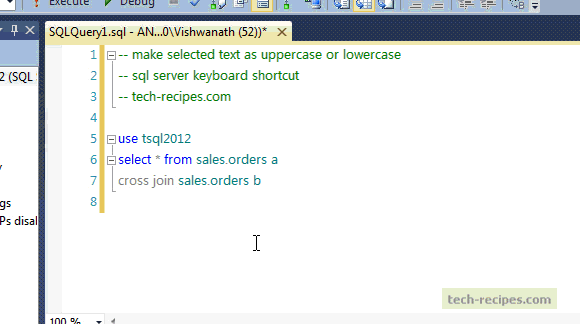 Execute Debug
SQLQuery1.sql - AN...0\Vishwanath (52))*
2 (SQL S
gs
Ps disal
1 -- make selected text as uppercase or lowercase
2 -- sql server keyboard shortcut
3 -- tech-recipes.com
4
5 use tsql2012
6 select * from sales.orders a
7 cross join sales.orders b
8
tech-recipes.com
100 %